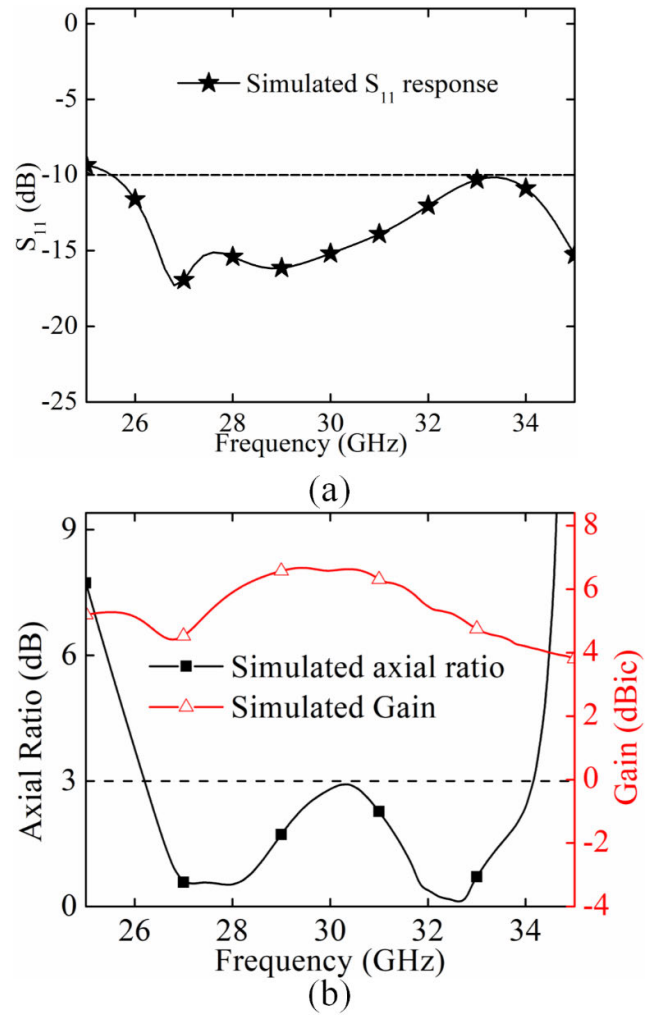 0
-5
-10
-15
-20
-25
S11 (dB)
Simulated S11 response
26 28 30 32 34
Frequency (GHz)
(a)
9
6
3
0
Axial Ratio (dB)
Simulated axial ratio
Simulated Gain
8
6
4
2
0
-2
-4
Gain (dBic)
26 28 30 32 34
Frequency (GHz)
(b)